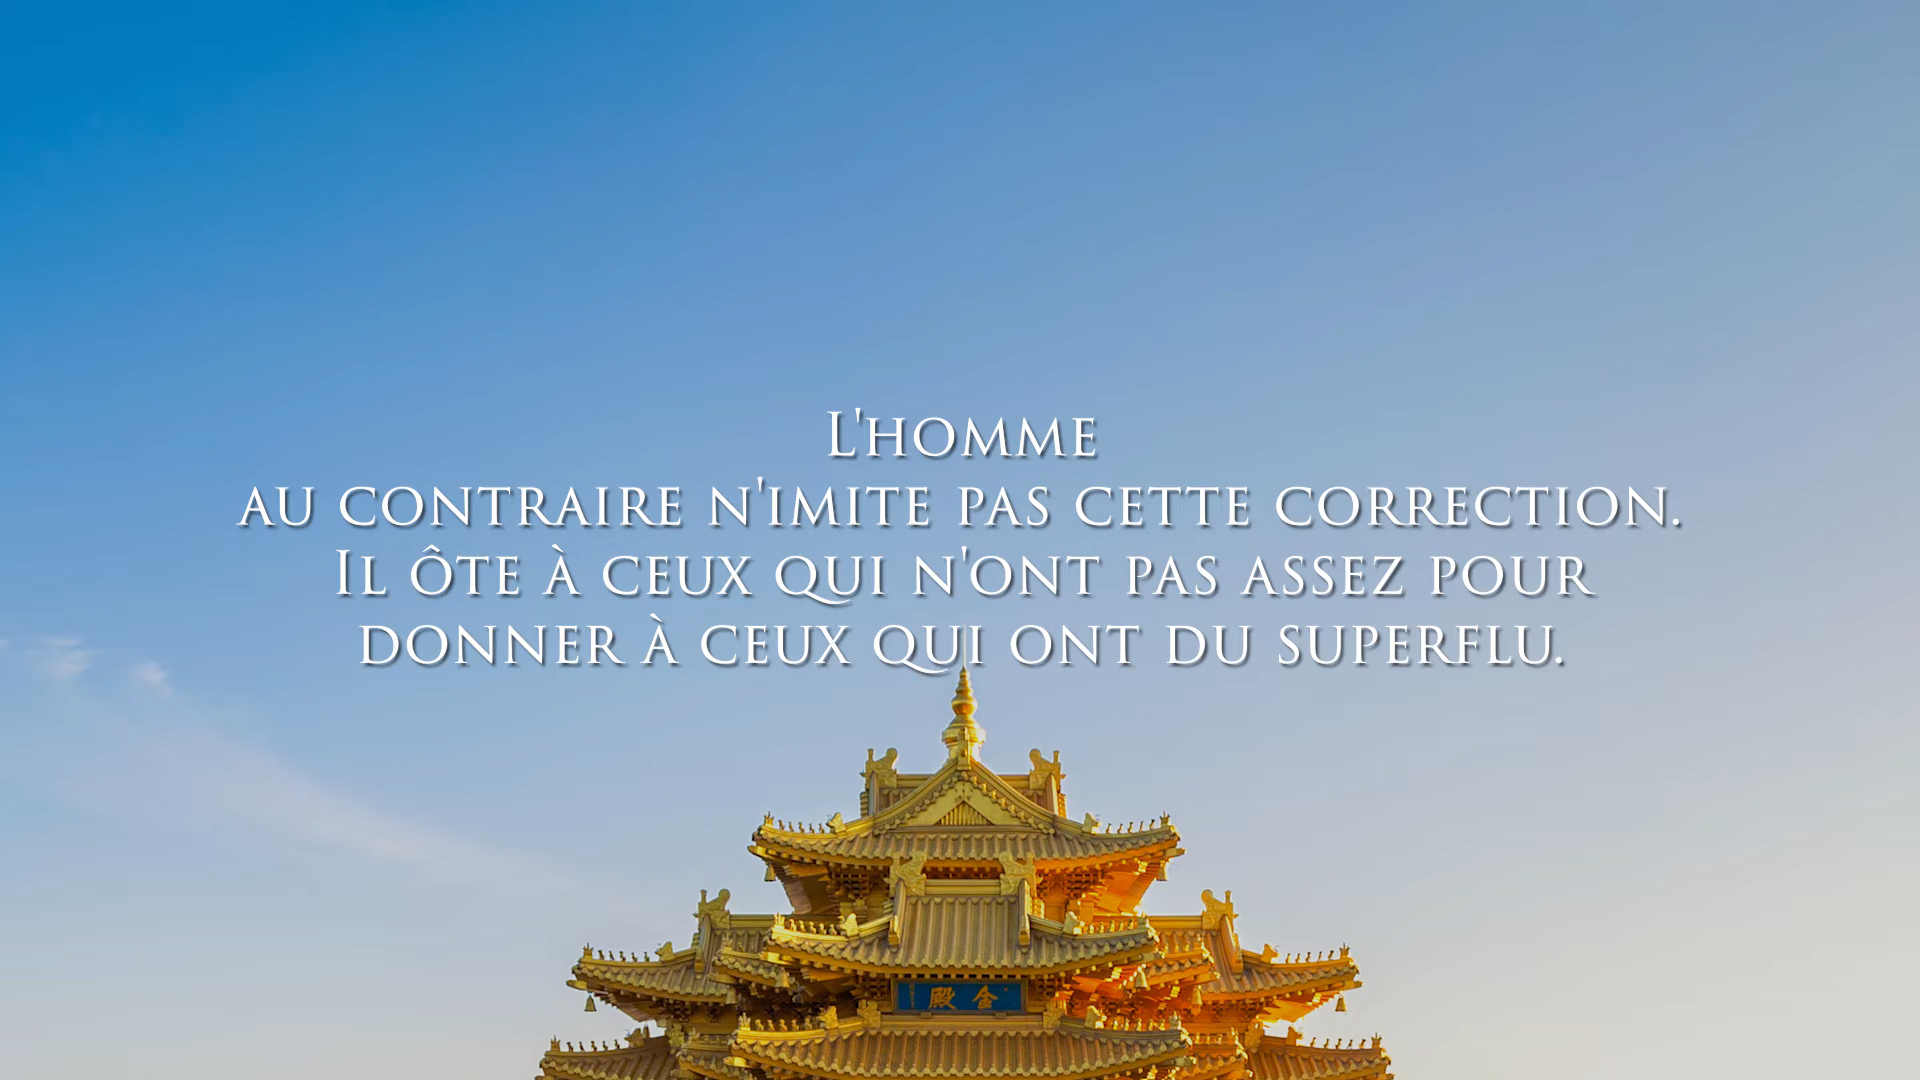 L'homme
au contraire n'imite pas cette correction.
Il ôte à ceux qui n'ont pas assez pour
donner à ceux qui ont du superflu.
殿金